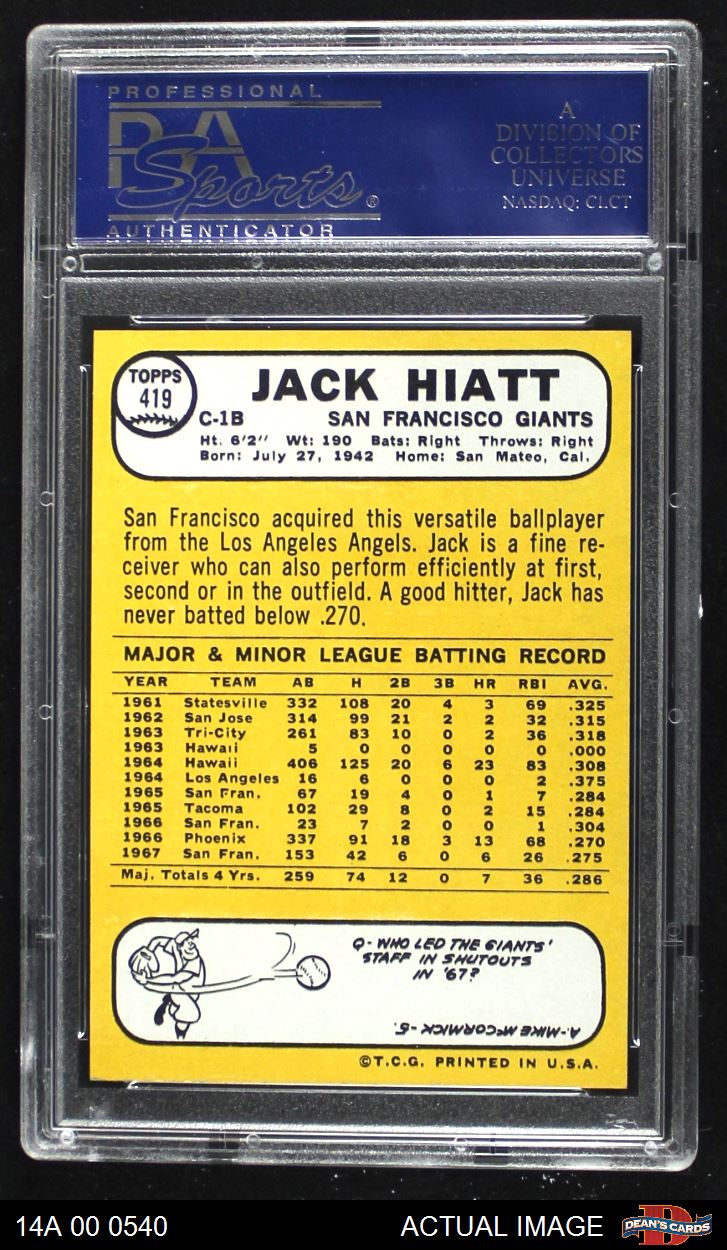 PROFESSIONAL
PSA
Sports®
AUTHENTICATOR
A
DIVISION OF
COLLECTORS
UNIVERSE
NASDAQ: CLCT
TOPPS
419
JACK HIATT
C-1B SAN FRANCISCO GIANTS
Ht. 6'2" Wt: 190 Bats: Right Throws: Right
Born: July 27, 1942 Home: San Mateo, Cal.
San Francisco acquired this versatile ballplayer
from the Los Angeles Angels. Jack is a fine re-
ceiver who can also perform efficiently at first,
second or in the outfield. A good hitter, Jack has
never batted below .270.
MAJOR & MINOR LEAGUE BATTING RECORD
YEAR TEAM AB H 2B 3B HR RBI AVG.
1961 Statesville 332 108 20 4 3 69 .325
1962 San Jose 314 99 21 2 2 32 .315
1963 Tri-City 261 83 10 0 2 36 .318
1963 Hawaii 5 0 0 0 0 0 .000
1964 Hawaii 406 125 20 6 23 83 .308
1964 Los Angeles 16 6 0 0 0 2 .375
1965 San Fran. 67 19 4 0 1 7 .284
1965 Tacoma 102 29 8 0 2 15 .284
1966 San Fran. 23 7 2 0 0 1 .304
1966 Phoenix 337 91 18 3 13 68 .270
1967 San Fran. 153 42 6 0 6 26 .275
Maj. Totals 4 Yrs. 259 74 12 0 7 36 .286
Q- WHO LED THE GIANTS'
STAFF IN SHUTOUTS
IN '67?
A- MIKE McCORMICK -5.
©T.C.G. PRINTED IN U.S.A.
14A 00 0540 ACTUAL IMAGE
D
DEAN'S CARDS